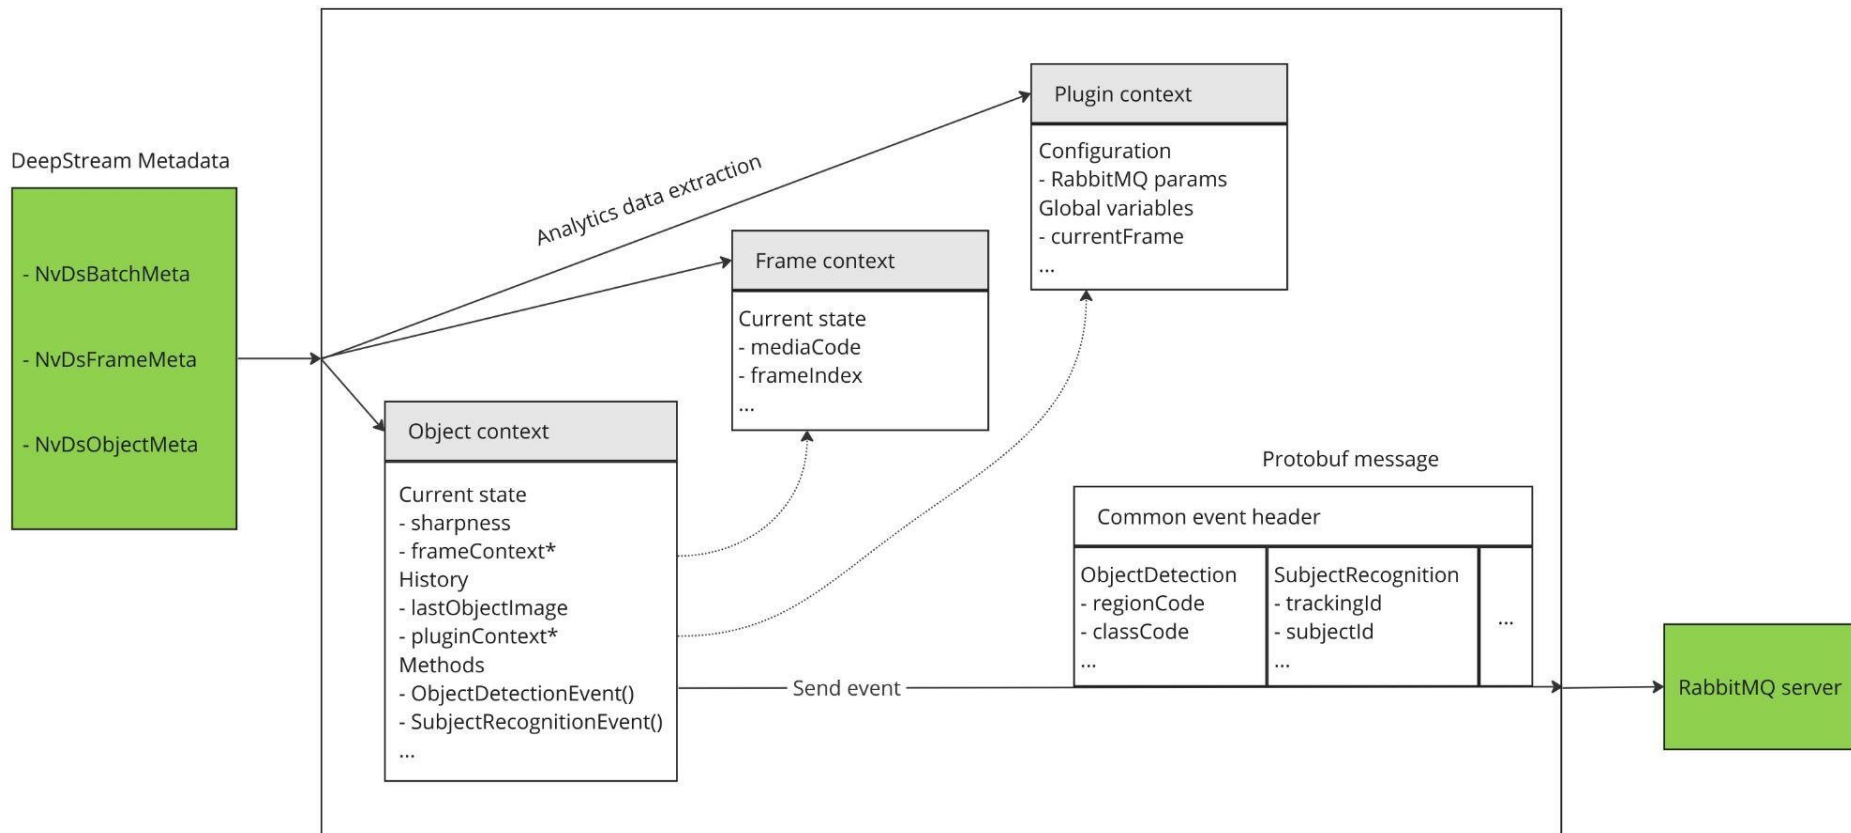 DeepStream Metadata
- NvDsBatchMeta
- NvDsFrameMeta
- NvDsObjectMeta
Analytics data extraction
Plugin context
Configuration
- RabbitMQ params
Global variables
- currentFrame
...
Frame context
Current state
- mediaCode
- frameIndex
...
Object context
Current state
- sharpness
- frameContext*
History
- lastObjectImage
- pluginContext*
Methods
- ObjectDetectionEvent()
- SubjectRecognitionEvent()
...
Send event
Protobuf message
Common event header
ObjectDetection
- regionCode
- classCode
...
SubjectRecognition
- trackingId
- subjectId
...
...
RabbitMQ server